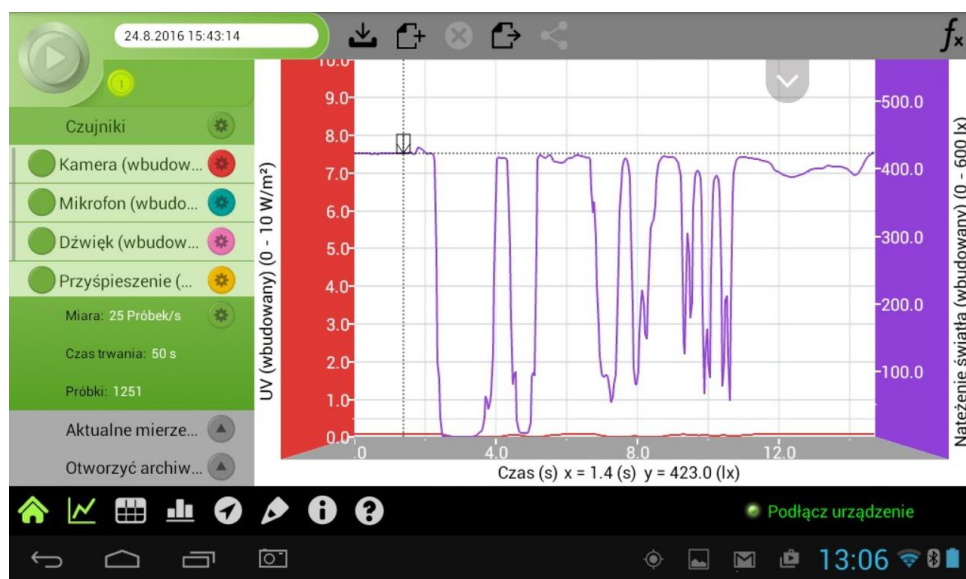 24.8.2016 15:43:14
fx
1
Czujniki
Kamera (wbudow...
Mikrofon (wbudo...
Dźwięk (wbudow...
Przyśpieszenie (...
Miara: 25 Próbek/s
Czas trwania: 50 s
Próbki: 1251
Aktualne mierze...
Otworzyć archiw...
UV (wbudowany) (0 - 10 W/m²)
10.0
9.0
8.0
7.0
6.0
5.0
4.0
3.0
2.0
1.0
0.0
.0
4.0
8.0
12.0
Czas (s) x = 1.4 (s) y = 423.0 (lx)
500.0
400.0
300.0
200.0
100.0
Natężenie światła (wbudowany) (0 - 600 lx)
Podłącz urządzenie
13:06